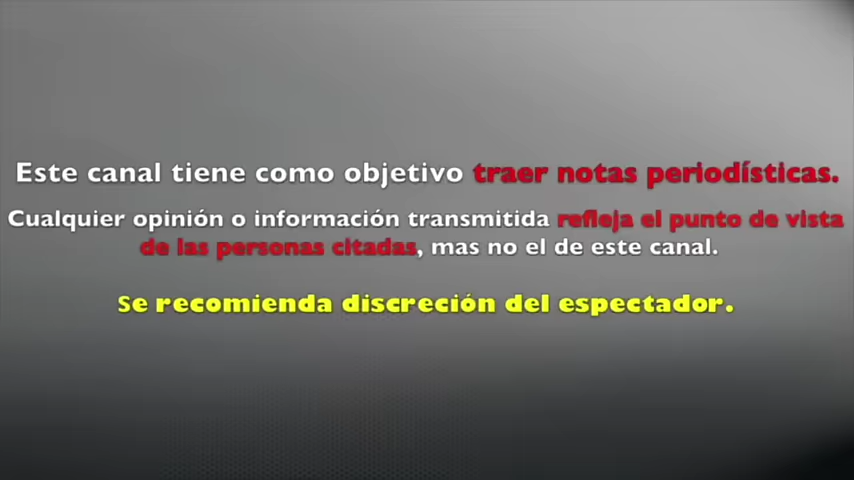 Este canal tiene como objetivo traer notas periodísticas.
Cualquier opinión o información transmitida refleja el punto de vista
de las personas citadas, mas no el de este canal.
Se recomienda discreción del espectador.